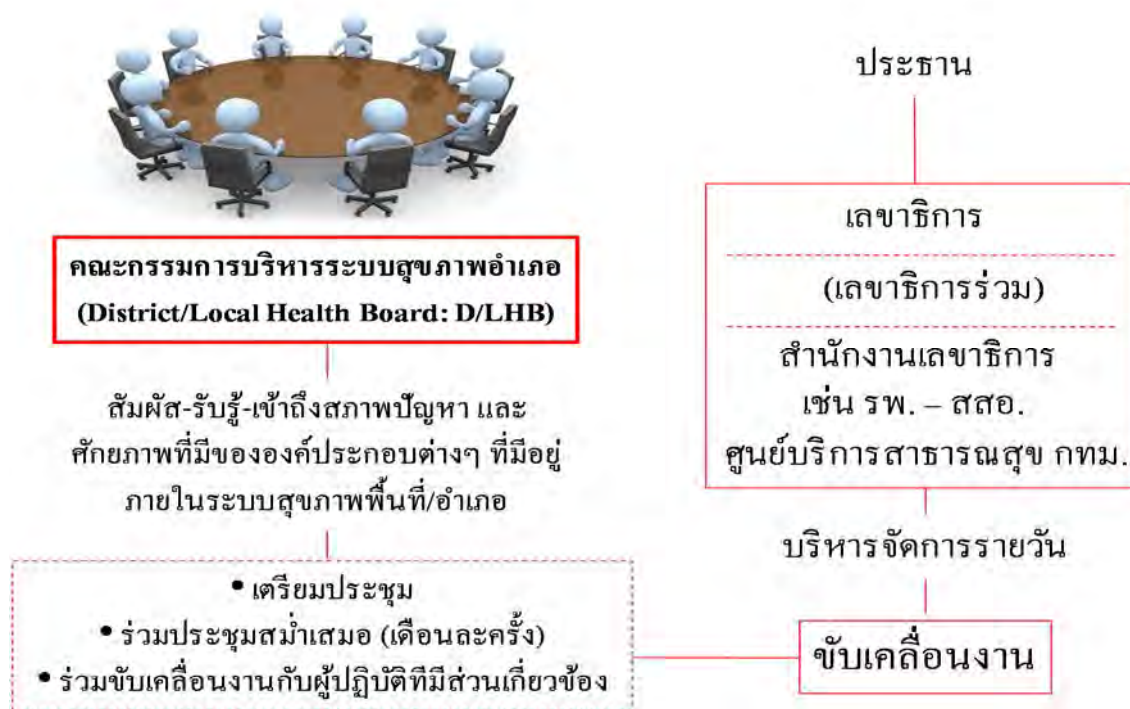 คณะกรรมการบริหารระบบสุขภาพอำเภอ
(District/Local Health Board: D/LHB)
สัมผัส-รับรู้-เข้าถึงสภาพปัญหา และ
ศักยภาพที่มีขององค์ประกอบต่างๆ ที่มีอยู่
ภายในระบบสุขภาพพื้นที่/อำเภอ
• เตรียมประชุม
• ร่วมประชุมสม่ำเสมอ (เดือนละครั้ง)
• ร่วมขับเคลื่อนงานกับผู้ปฏิบัติที่มีส่วนเกี่ยวข้อง
ประธาน
เลขาธิการ
(เลขาธิการร่วม)
สำนักงานเลขาธิการ
เช่น รพ. – สสอ.
ศูนย์บริการสาธารณสุข กทม.
บริหารจัดการรายวัน
ขับเคลื่อนงาน